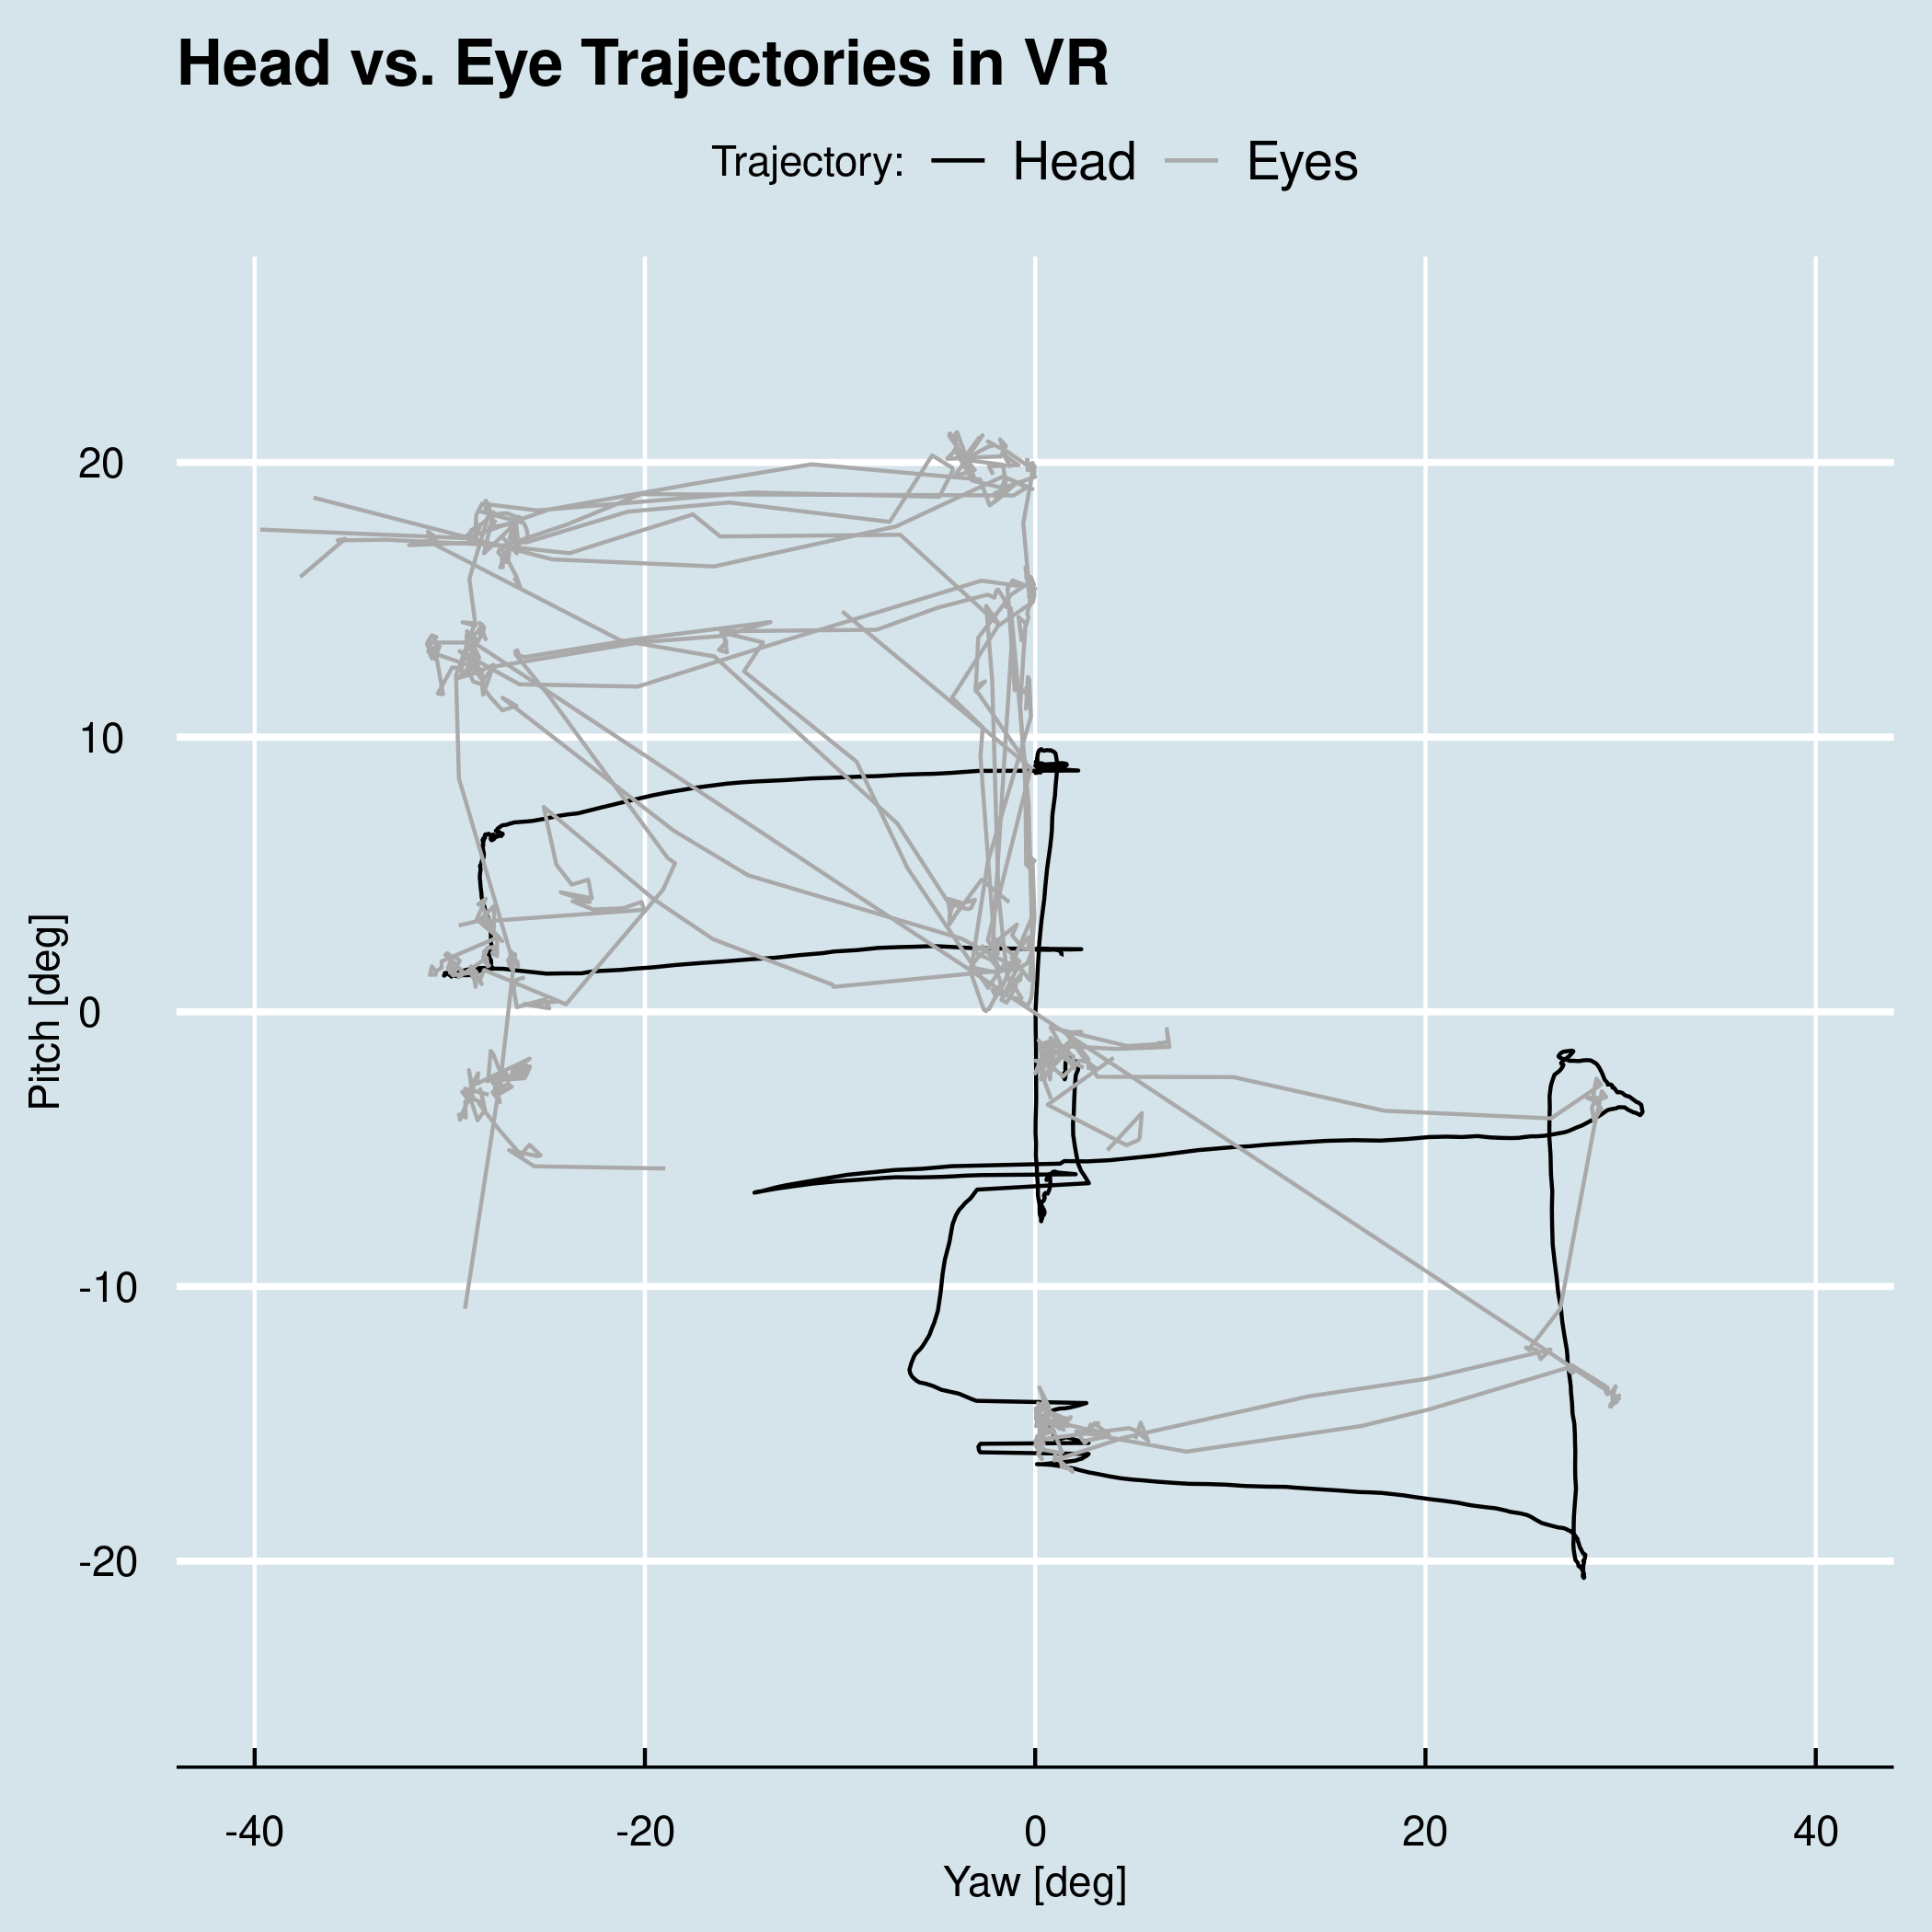 Head vs. Eye Trajectories in VR
Trajectory: Head Eyes
Pitch [deg]
20
10
0
-10
-20
-40 -20 0 20 40
Yaw [deg]